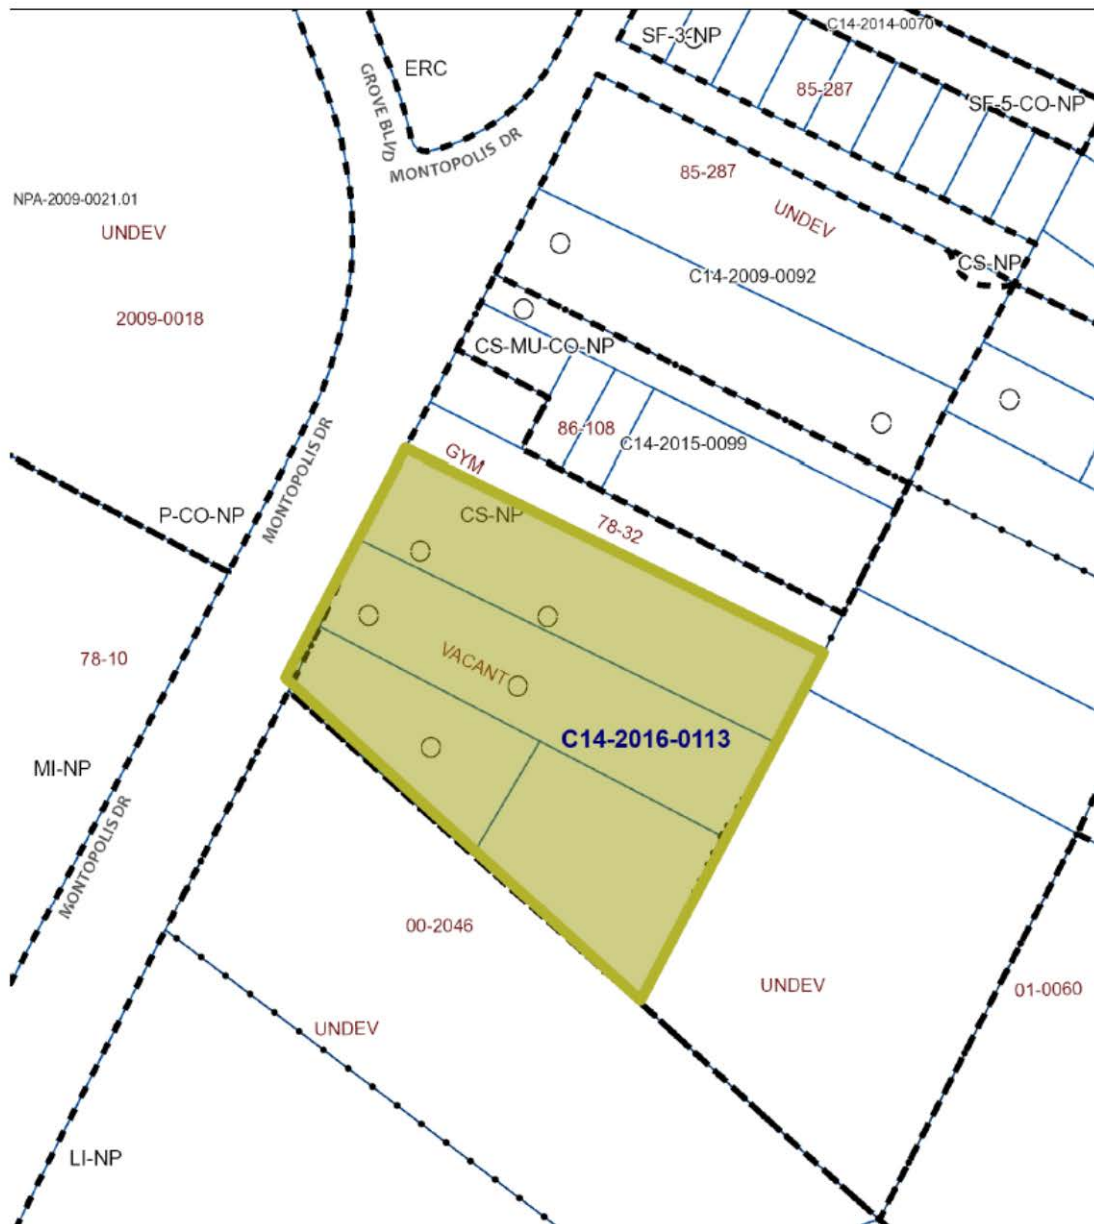 C14-2014-0070
SF-3-NP
ERC
GROVE BLVD
85-287
SF-5-CO-NP
MONTOPOLIS DR
85-287
NPA-2009-0021.01
UNDEV
UNDEV
CS-NP
C14-2009-0092
2009-0018
CS-MU-CO-NP
86-108
C14-2015-0099
GYM
MONTOPOLIS DR
P-CO-NP
CS-NP
78-32
78-10
VACANT
C14-2016-0113
MI-NP
MONTOPOLIS DR
00-2046
UNDEV
01-0060
UNDEV
LI-NP